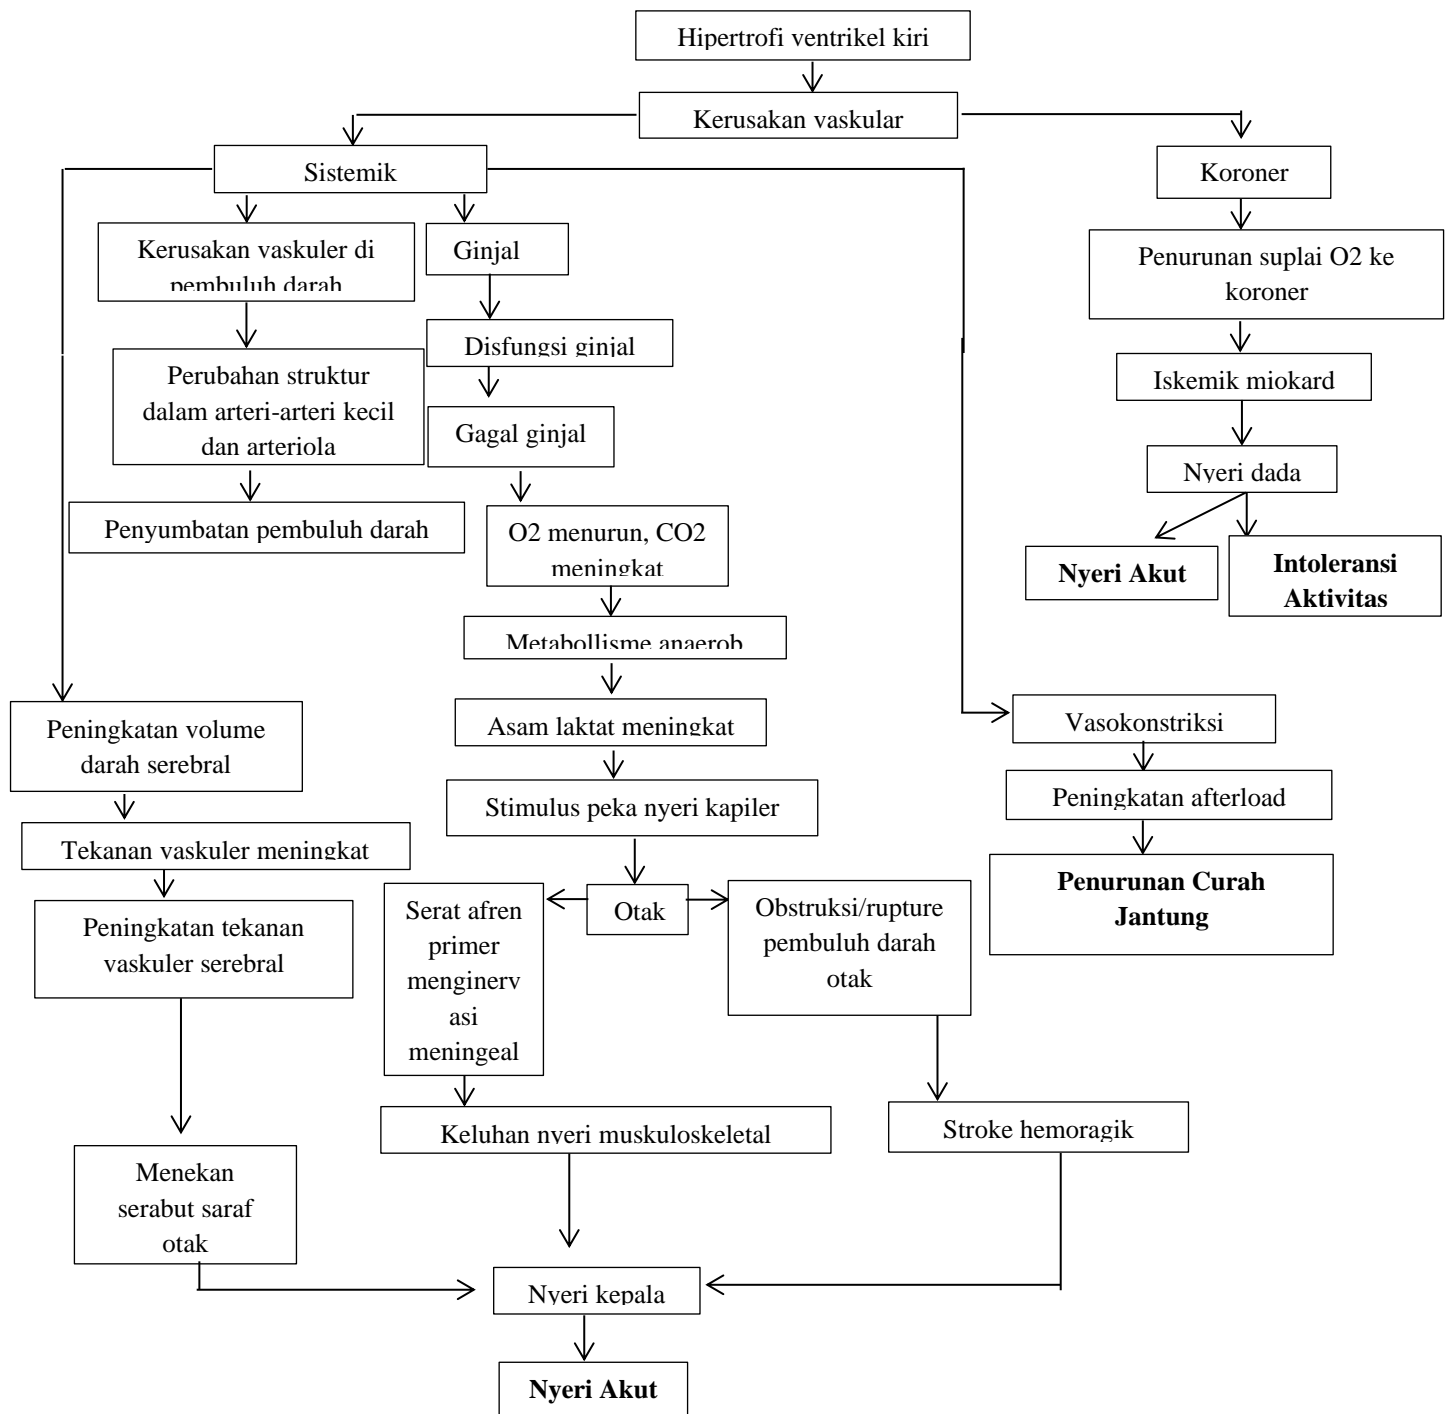 Hipertrofi ventrikel kiri
Kerusakan vaskular
Sistemik
Koroner
Kerusakan vaskuler di
pembuluh darah
Ginjal
Penurunan suplai O2 ke
koroner
Disfungsi ginjal
Perubahan struktur
dalam arteri-arteri kecil
dan arteriola
Iskemik miokard
Gagal ginjal
Nyeri dada
Penyumbatan pembuluh darah
O2 menurun, CO2
meningkat
Nyeri Akut
Intoleransi
Aktivitas
Metabollisme anaerob
Peningkatan volume
darah serebral
Asam laktat meningkat
Vasokonstriksi
Stimulus peka nyeri kapiler
Peningkatan afterload
Tekanan vaskuler meningkat
Penurunan Curah
Jantung
Serat afren
primer
menginerv
asi
meningeal
Otak
Obstruksi/rupture
pembuluh darah
otak
Peningkatan tekanan
vaskuler serebral
Keluhan nyeri muskuloskeletal
Stroke hemoragik
Menekan
serabut saraf
otak
Nyeri kepala
Nyeri Akut